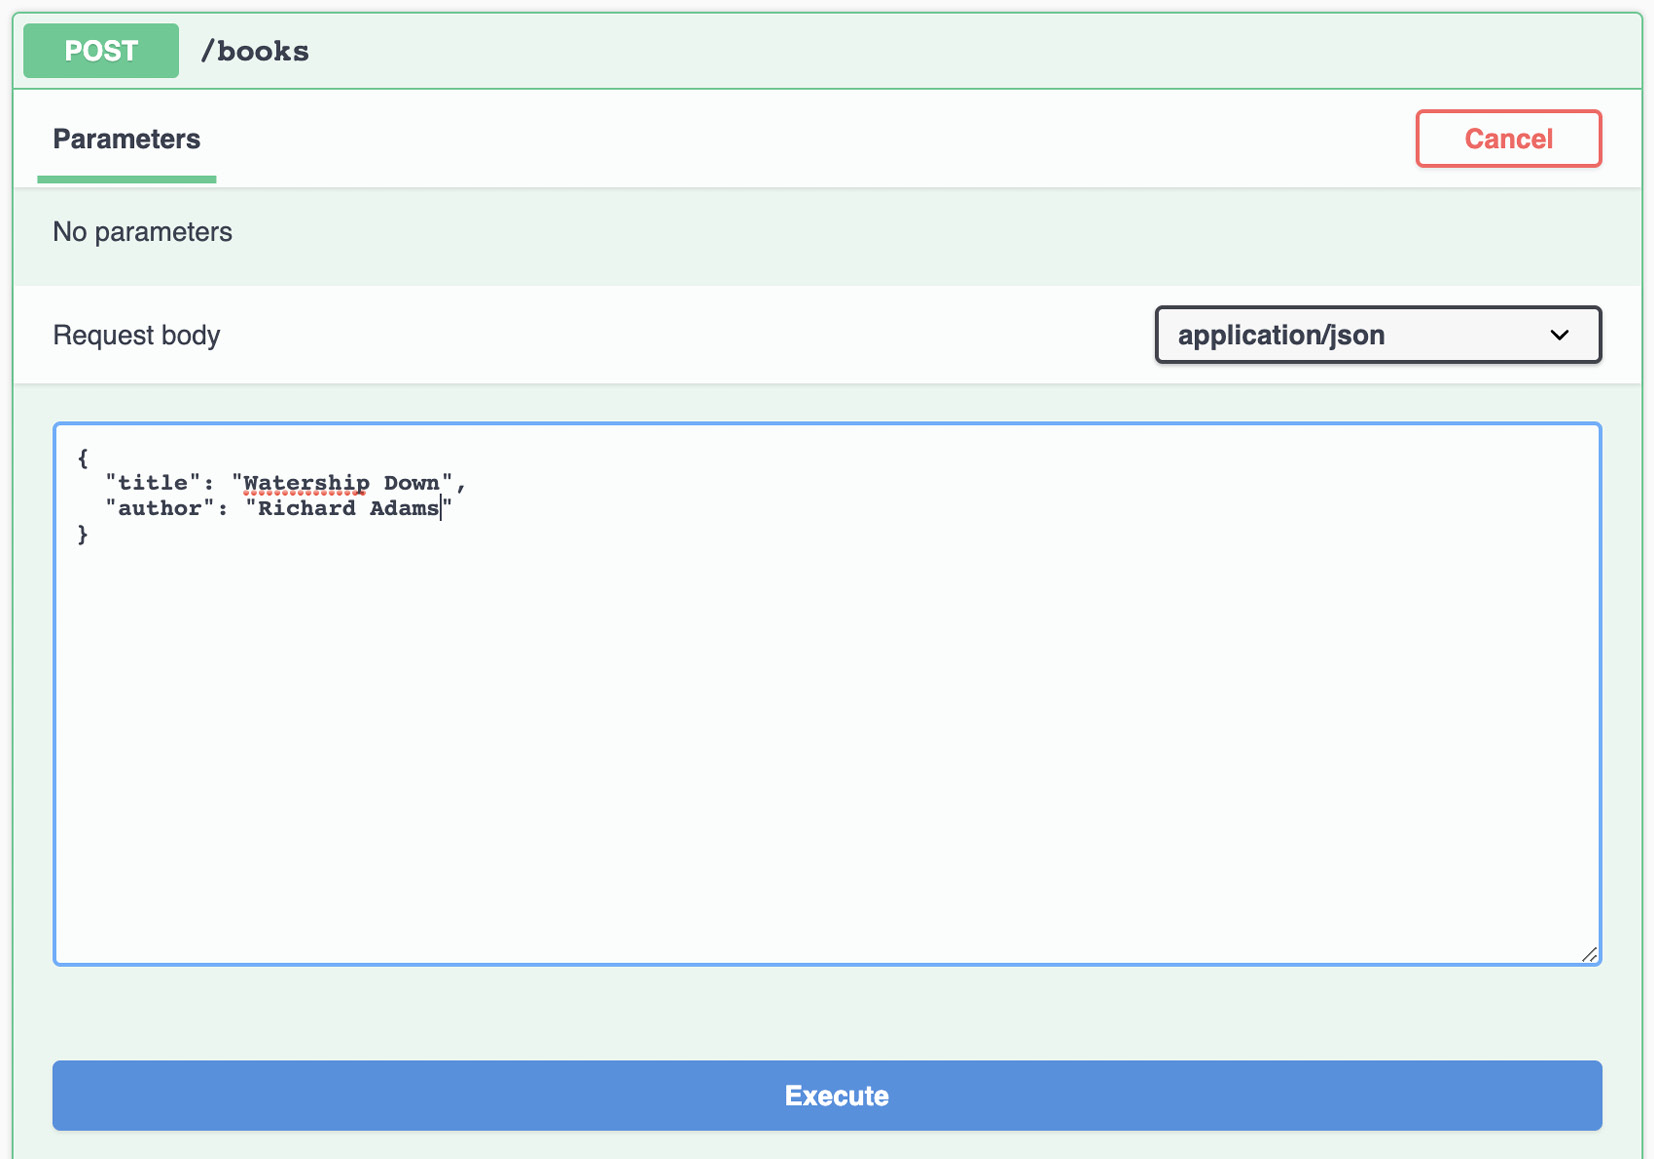 POST /books
Parameters
Cancel
No parameters
Request body
application/json
{
  "title": "Watership Down",
  "author": "Richard Adams"
}
Execute